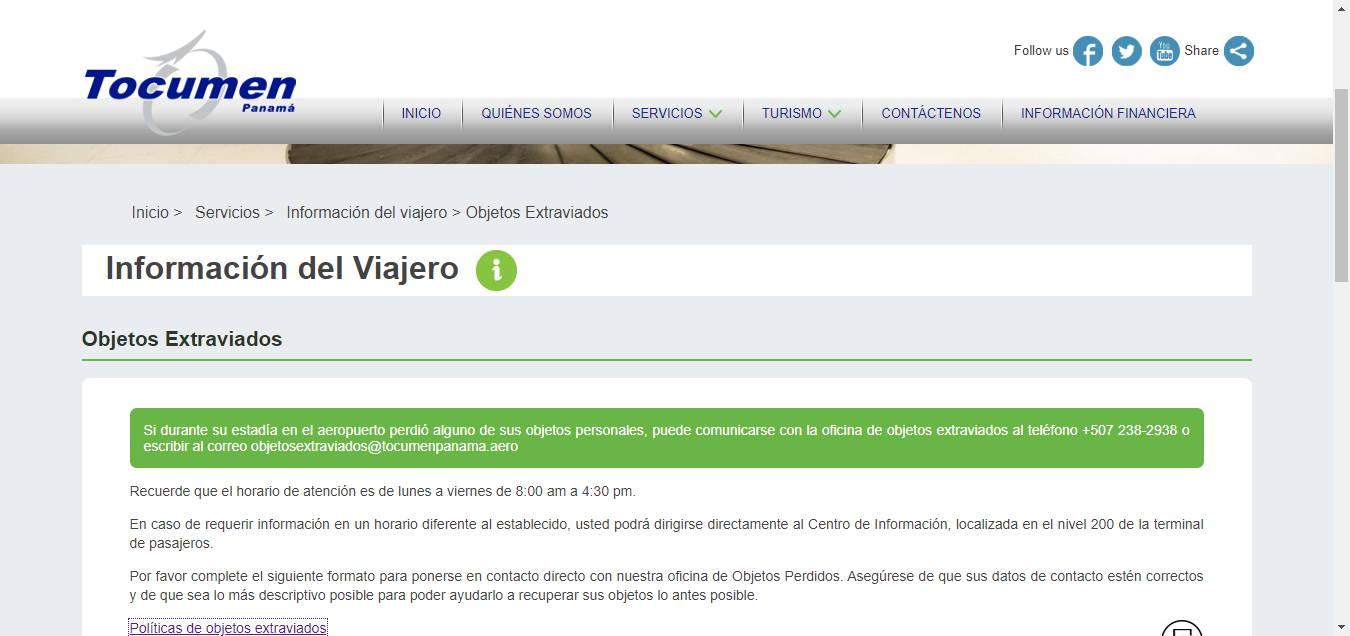 Follow us
You
Tube
Share
Tocumen
Panamá
INICIO
QUIÉNES SOMOS
SERVICIOS
TURISMO
CONTÁCTENOS
INFORMACIÓN FINANCIERA
Inicio > Servicios > Información del viajero > Objetos Extraviados
Información del Viajero
Objetos Extraviados
Si durante su estadía en el aeropuerto perdió alguno de sus objetos personales, puede comunicarse con la oficina de objetos extraviados al teléfono +507 238-2938 o
escribir al correo objetosextraviados@tocumenpanama.aero
Recuerde que el horario de atención es de lunes a viernes de 8:00 am a 4:30 pm.
En caso de requerir información en un horario diferente al establecido, usted podrá dirigirse directamente al Centro de Información, localizada en el nivel 200 de la terminal
de pasajeros.
Por favor complete el siguiente formato para ponerse en contacto directo con nuestra oficina de Objetos Perdidos. Asegúrese de que sus datos de contacto estén correctos
y de que sea lo más descriptivo posible para poder ayudarlo a recuperar sus objetos lo antes posible.
Políticas de objetos extraviados